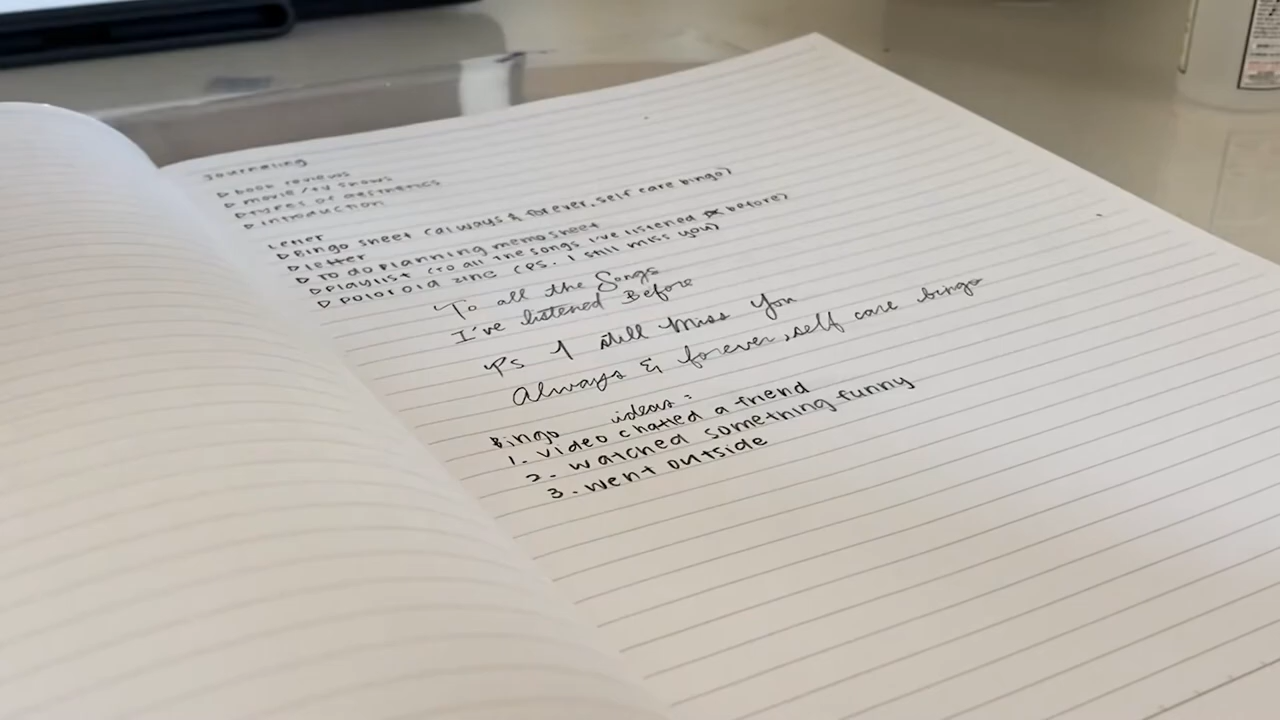 Journaling
▷ book reviews
▷ movie/tv shows
▷ types of aesthetics
▷ introduction
Letter
▷ Bingo sheet (always & forever, self care bingo)
▷ letter
▷ To do planning memo sheet
▷ playlist (to all the songs I've listened before)
▷ polaroid zine (ps. I still miss you)
To all the Songs
I've listened Before
Ps I still Miss You
Always & forever, self care bingo
Bingo ideas:
1. video chatted a friend
2. watched something funny
3. went outside